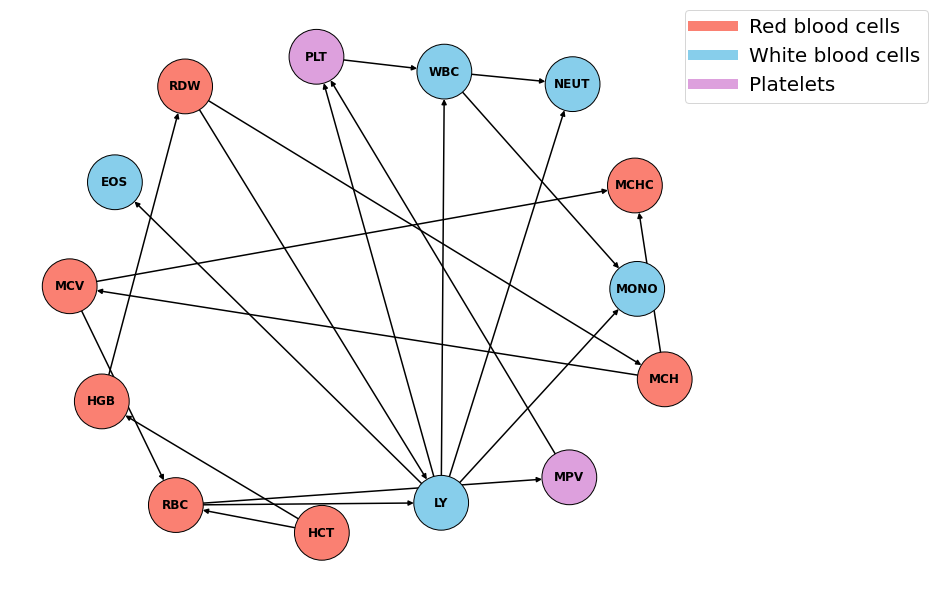 Red blood cells
White blood cells
Platelets
PLT
WBC
NEUT
RDW
EOS
MCHC
MCV
MONO
MCH
HGB
MPV
RBC
LY
HCT